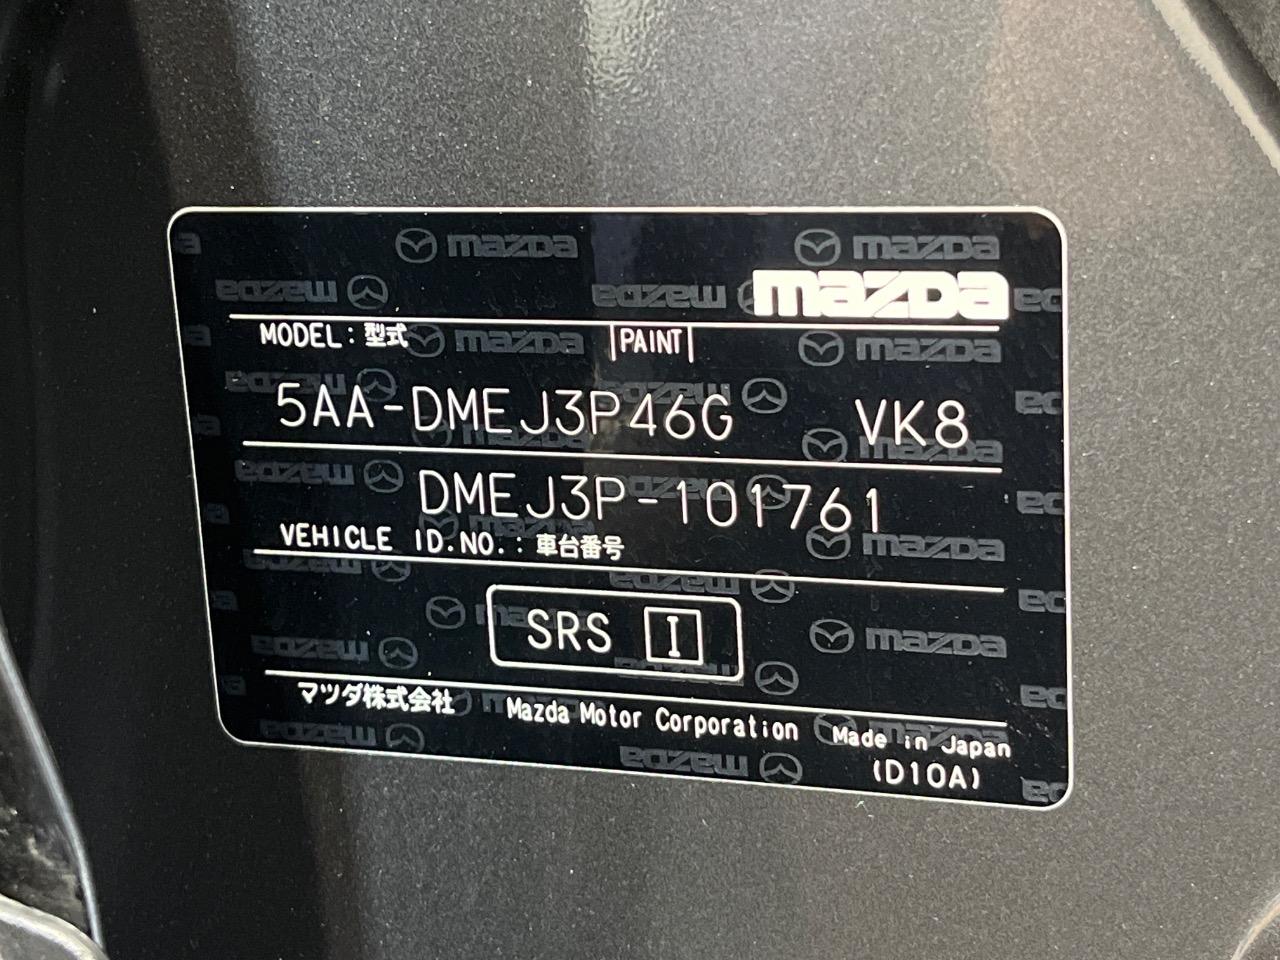 mazda
MODEL：型式 PAINT
5AA-DMEJ3P46G VK8
DMEJ3P-101761
VEHICLE ID.NO.：車台番号
SRS I
マツダ株式会社 Mazda Motor Corporation Made in Japan
(D10A)